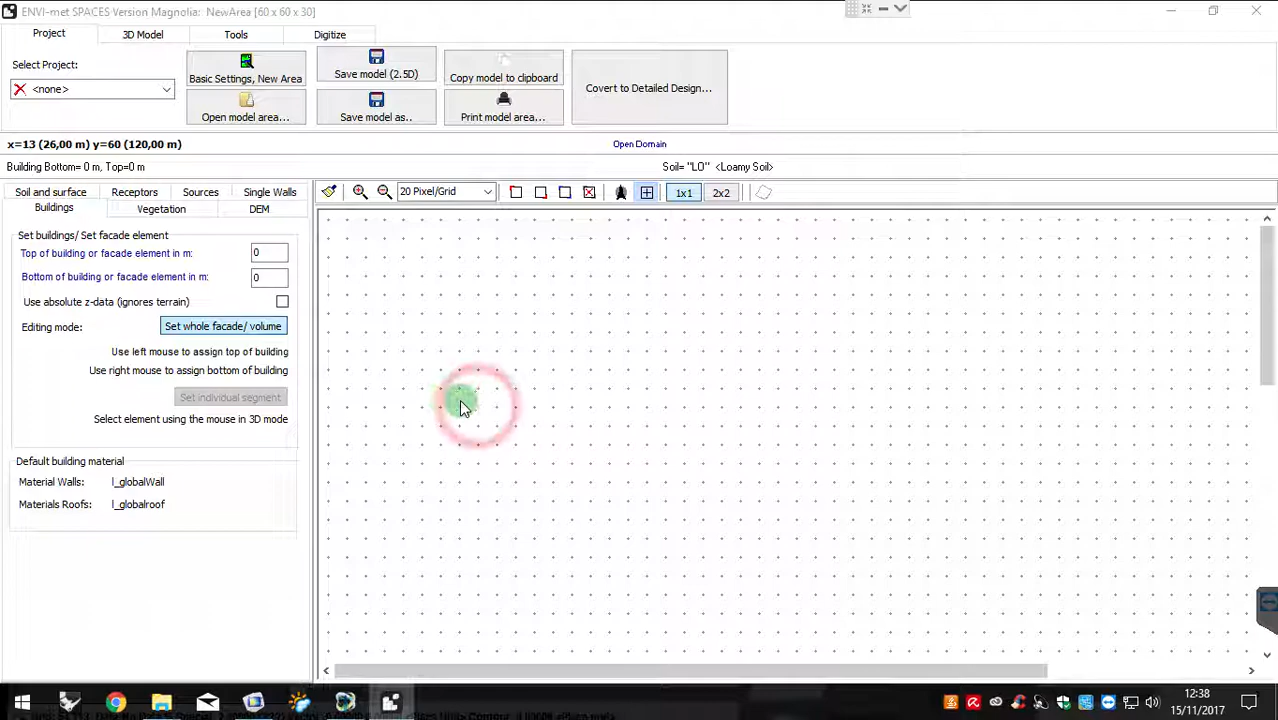 ENVI-met SPACES Version Magnolia: NewArea [60 x 60 x 30]
Project
3D Model
Tools
Digitize
Select Project:
<none>
Basic Settings, New Area
Open model area...
Save model (2.5D)
Save model as..
Copy model to clipboard
Print model area...
Covert to Detailed Design...
x=13 (26,00 m) y=60 (120,00 m)
Open Domain
Building Bottom= 0 m, Top=0 m
Soil= "LO" <Loamy Soil>
Soil and surface
Receptors
Sources
Single Walls
Buildings
Vegetation
DEM
20 Pixel/Grid
1x1
2x2
Set buildings/ Set facade element
Top of building or facade element in m:
0
Bottom of building or facade element in m:
0
Use absolute z-data (ignores terrain)
Editing mode:
Set whole facade/ volume
Use left mouse to assign top of building
Use right mouse to assign bottom of building
Set individual segment
Select element using the mouse in 3D mode
Default building material
Material Walls:
l_globalWall
Materials Roofs:
l_globalroof
12:38
15/11/2017